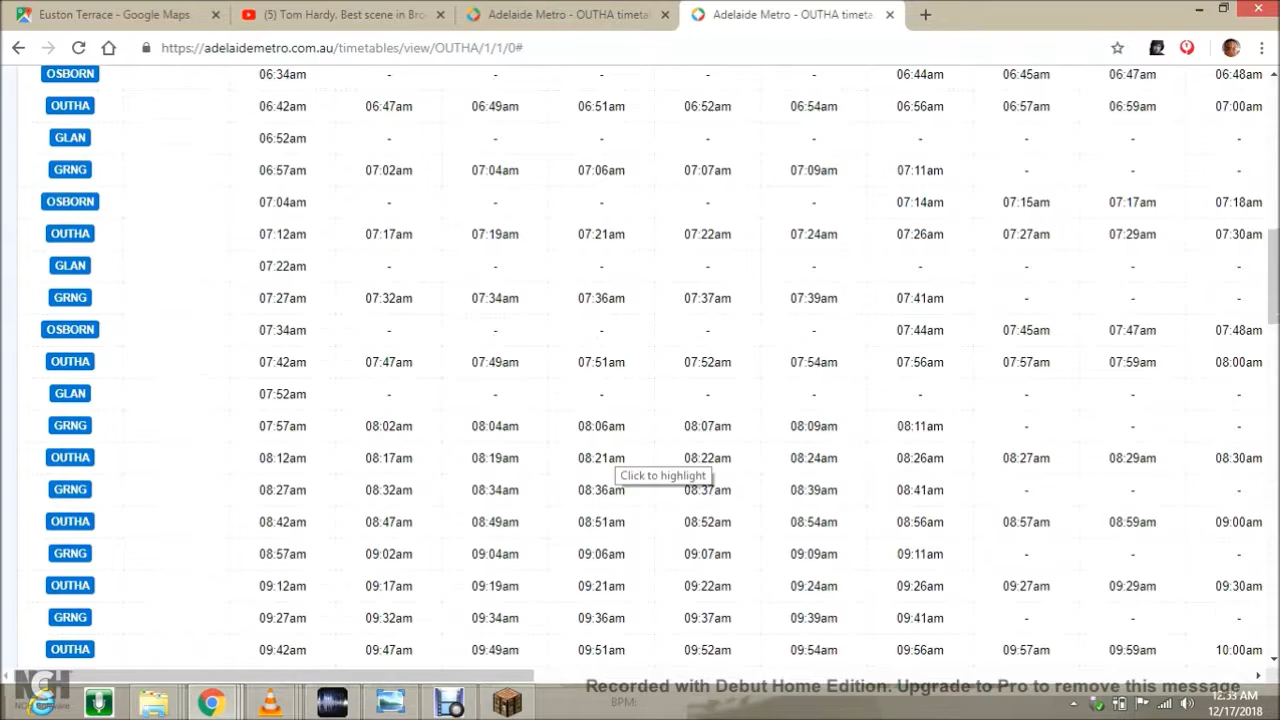 Euston Terrace - Google Maps
(5) Tom Hardy. Best scene in Bro
Adelaide Metro - OUTHA timeta
Adelaide Metro - OUTHA timeta
https://adelaidemetro.com.au/timetables/view/OUTHA/1/1/0#
OSBORN 06:34am - - - - - 06:44am 06:45am 06:47am 06:48am
OUTHA 06:42am 06:47am 06:49am 06:51am 06:52am 06:54am 06:56am 06:57am 06:59am 07:00am
GLAN 06:52am - - - - - - - - -
GRNG 06:57am 07:02am 07:04am 07:06am 07:07am 07:09am 07:11am - - -
OSBORN 07:04am - - - - - 07:14am 07:15am 07:17am 07:18am
OUTHA 07:12am 07:17am 07:19am 07:21am 07:22am 07:24am 07:26am 07:27am 07:29am 07:30am
GLAN 07:22am - - - - - - - - -
GRNG 07:27am 07:32am 07:34am 07:36am 07:37am 07:39am 07:41am - - -
OSBORN 07:34am - - - - - 07:44am 07:45am 07:47am 07:48am
OUTHA 07:42am 07:47am 07:49am 07:51am 07:52am 07:54am 07:56am 07:57am 07:59am 08:00am
GLAN 07:52am - - - - - - - - -
GRNG 07:57am 08:02am 08:04am 08:06am 08:07am 08:09am 08:11am - - -
OUTHA 08:12am 08:17am 08:19am 08:21am 08:22am 08:24am 08:26am 08:27am 08:29am 08:30am
Click to highlight
GRNG 08:27am 08:32am 08:34am 08:36am 08:37am 08:39am 08:41am - - -
OUTHA 08:42am 08:47am 08:49am 08:51am 08:52am 08:54am 08:56am 08:57am 08:59am 09:00am
GRNG 08:57am 09:02am 09:04am 09:06am 09:07am 09:09am 09:11am - - -
OUTHA 09:12am 09:17am 09:19am 09:21am 09:22am 09:24am 09:26am 09:27am 09:29am 09:30am
GRNG 09:27am 09:32am 09:34am 09:36am 09:37am 09:39am 09:41am - - -
OUTHA 09:42am 09:47am 09:49am 09:51am 09:52am 09:54am 09:56am 09:57am 09:59am 10:00am
NCH
NCH Software
Recorded with Debut Home Edition. Upgrade to Pro to remove this message
BPM:
12:33 AM
12/17/2018